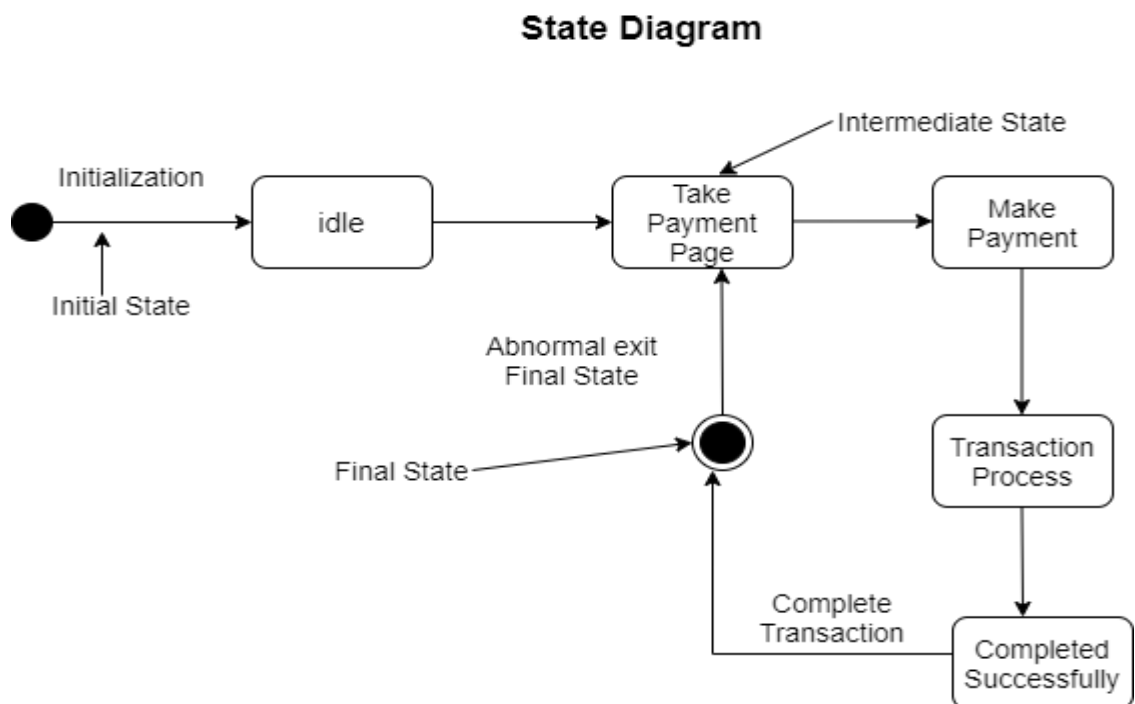 State Diagram
Intermediate State
Initialization
idle
Take
Payment
Page
Make
Payment
Initial State
Abnormal exit
Final State
Final State
Transaction
Process
Complete
Transaction
Completed
Successfully